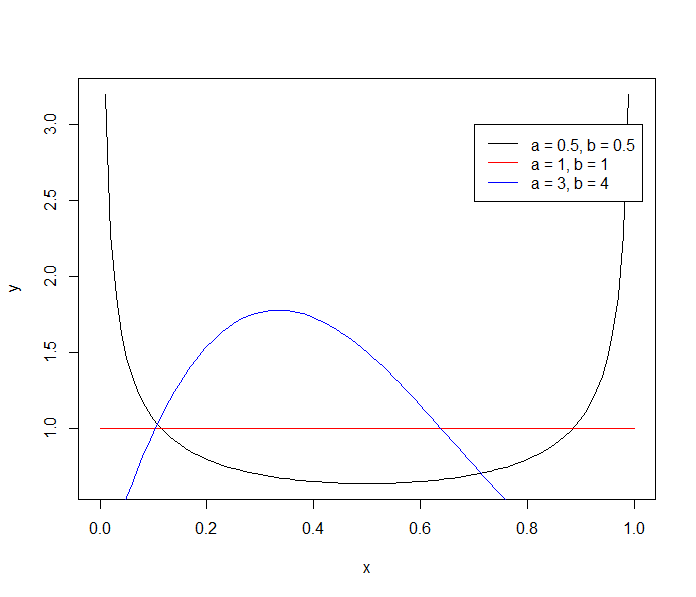 3.0
2.5
2.0
1.5
1.0
y
a = 0.5, b = 0.5
a = 1, b = 1
a = 3, b = 4
0.0 0.2 0.4 0.6 0.8 1.0
x